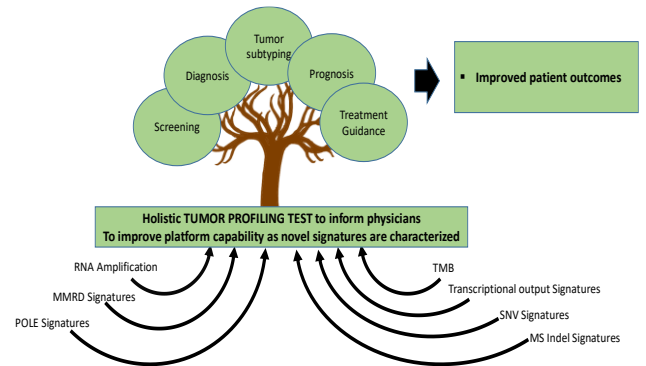 Tumor
subtyping
Diagnosis
Prognosis
Screening
Treatment
Guidance
▪ Improved patient outcomes
Holistic TUMOR PROFILING TEST to inform physicians
To improve platform capability as novel signatures are characterized
RNA Amplification
TMB
MMRD Signatures
Transcriptional output Signatures
POLE Signatures
SNV Signatures
MS Indel Signatures